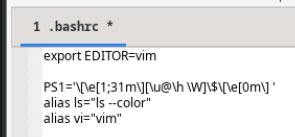 1 .bashrc *
export EDITOR=vim
PS1='\[\e[1;31m\][\u@\h \W]\$\[\e[0m\] '
alias ls="ls --color"
alias vi="vim"